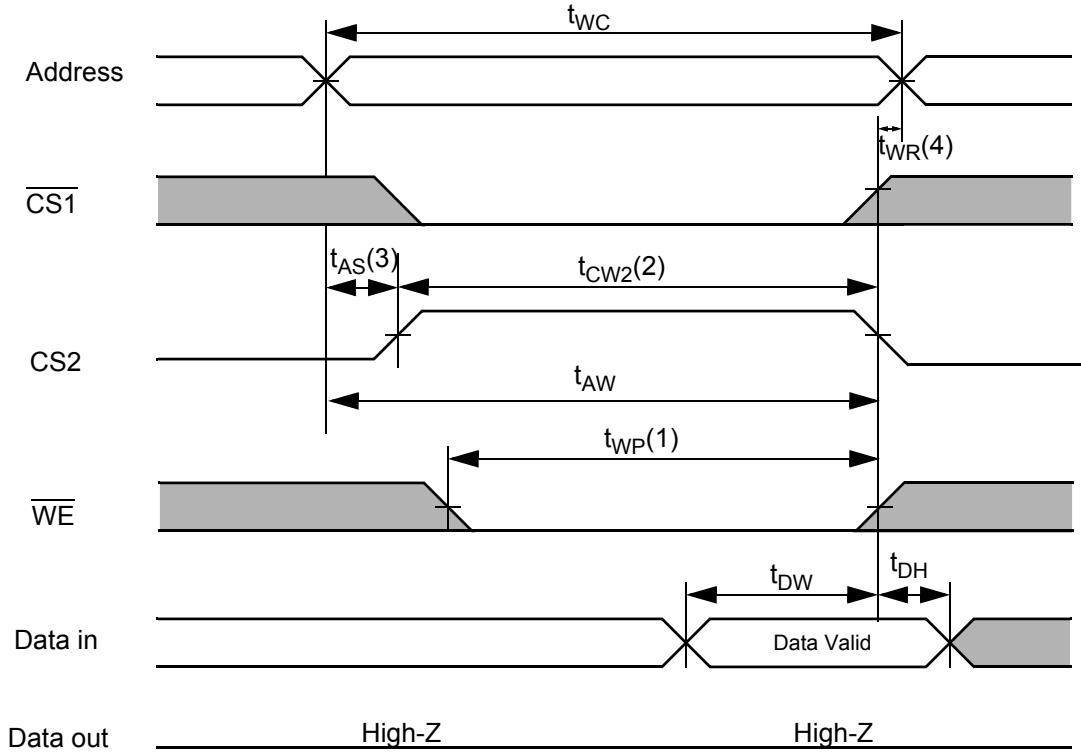 tWC
Address
tWR(4)
CS1
tAS(3)
tCW2(2)
CS2
tAW
tWP(1)
WE
tDW
tDH
Data in
Data Valid
Data out
High-Z
High-Z